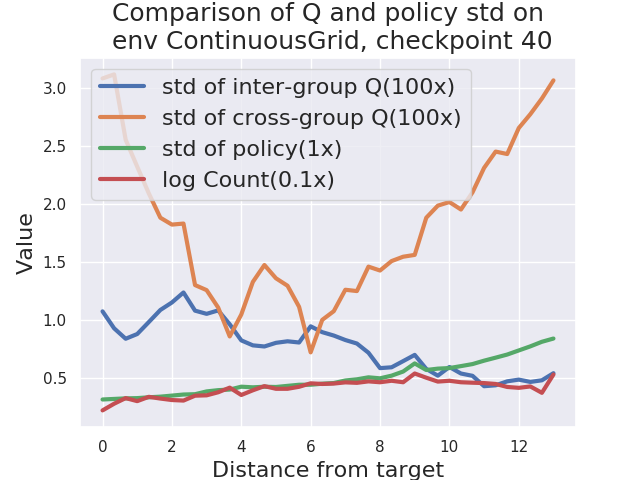 Comparison of Q and policy std on
env ContinuousGrid, checkpoint 40
std of inter-group Q(100x)
std of cross-group Q(100x)
std of policy(1x)
log Count(0.1x)
Value
3.0
2.5
2.0
1.5
1.0
0.5
0 2 4 6 8 10 12
Distance from target